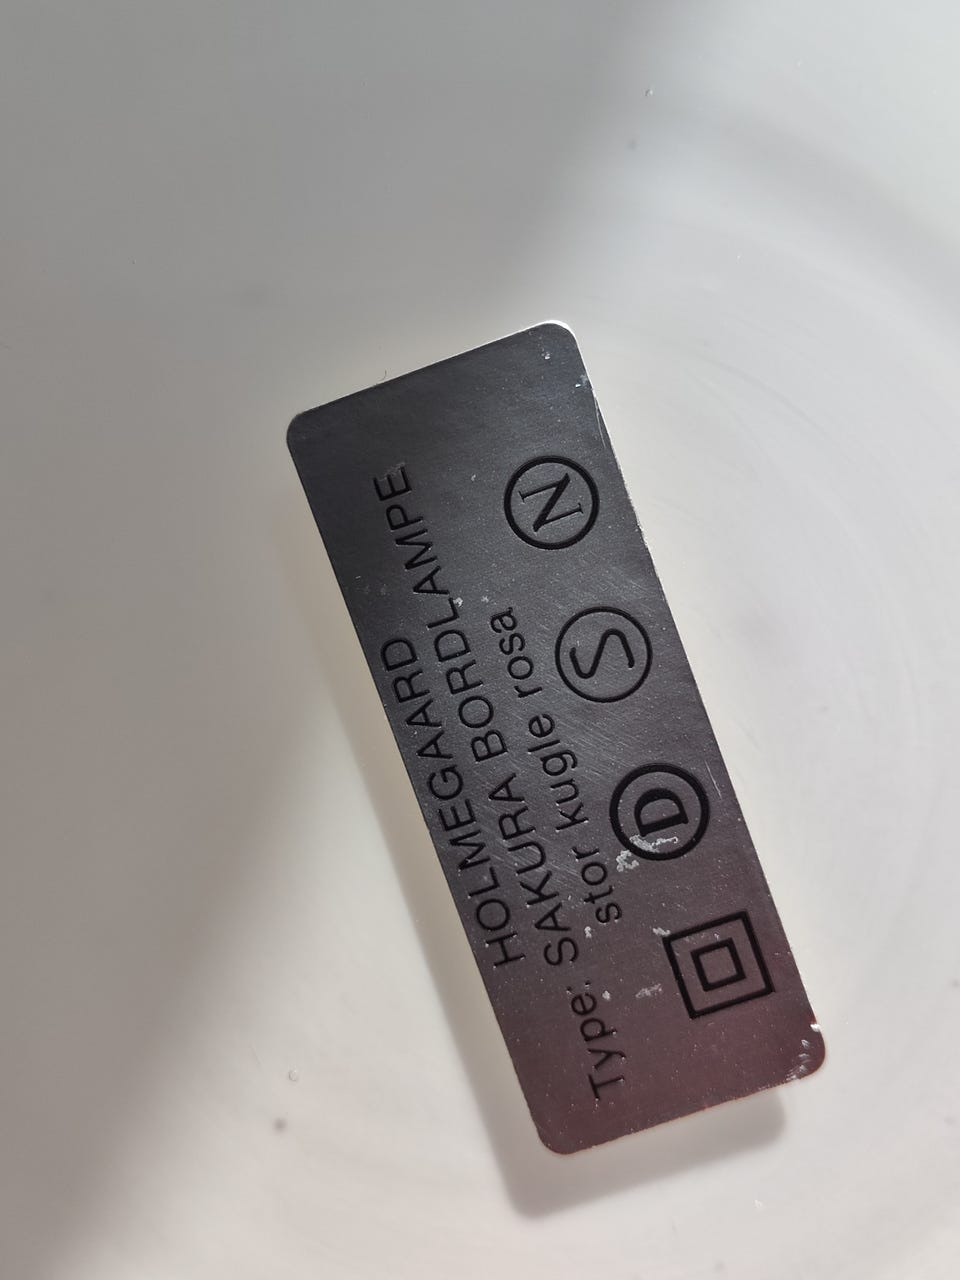 HOLMEGAARD
Type: SAKURA BORDLAMPE
stor kugle rosa
D S N